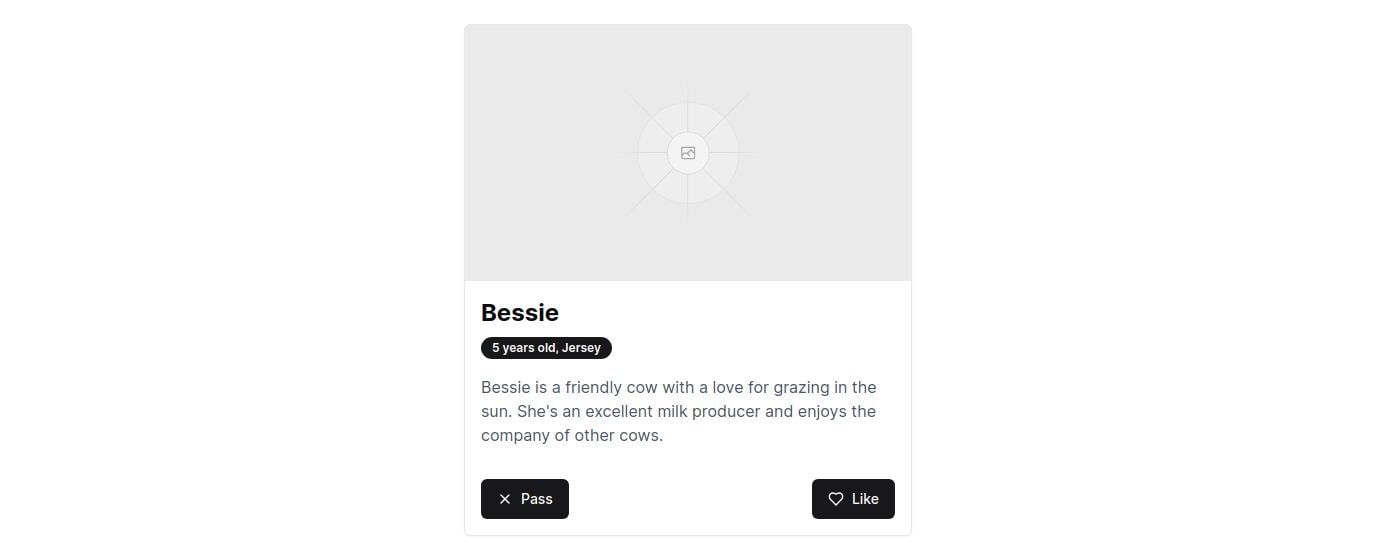 Bessie
5 years old, Jersey
Bessie is a friendly cow with a love for grazing in the
sun. She's an excellent milk producer and enjoys the
company of other cows.
Pass
Like